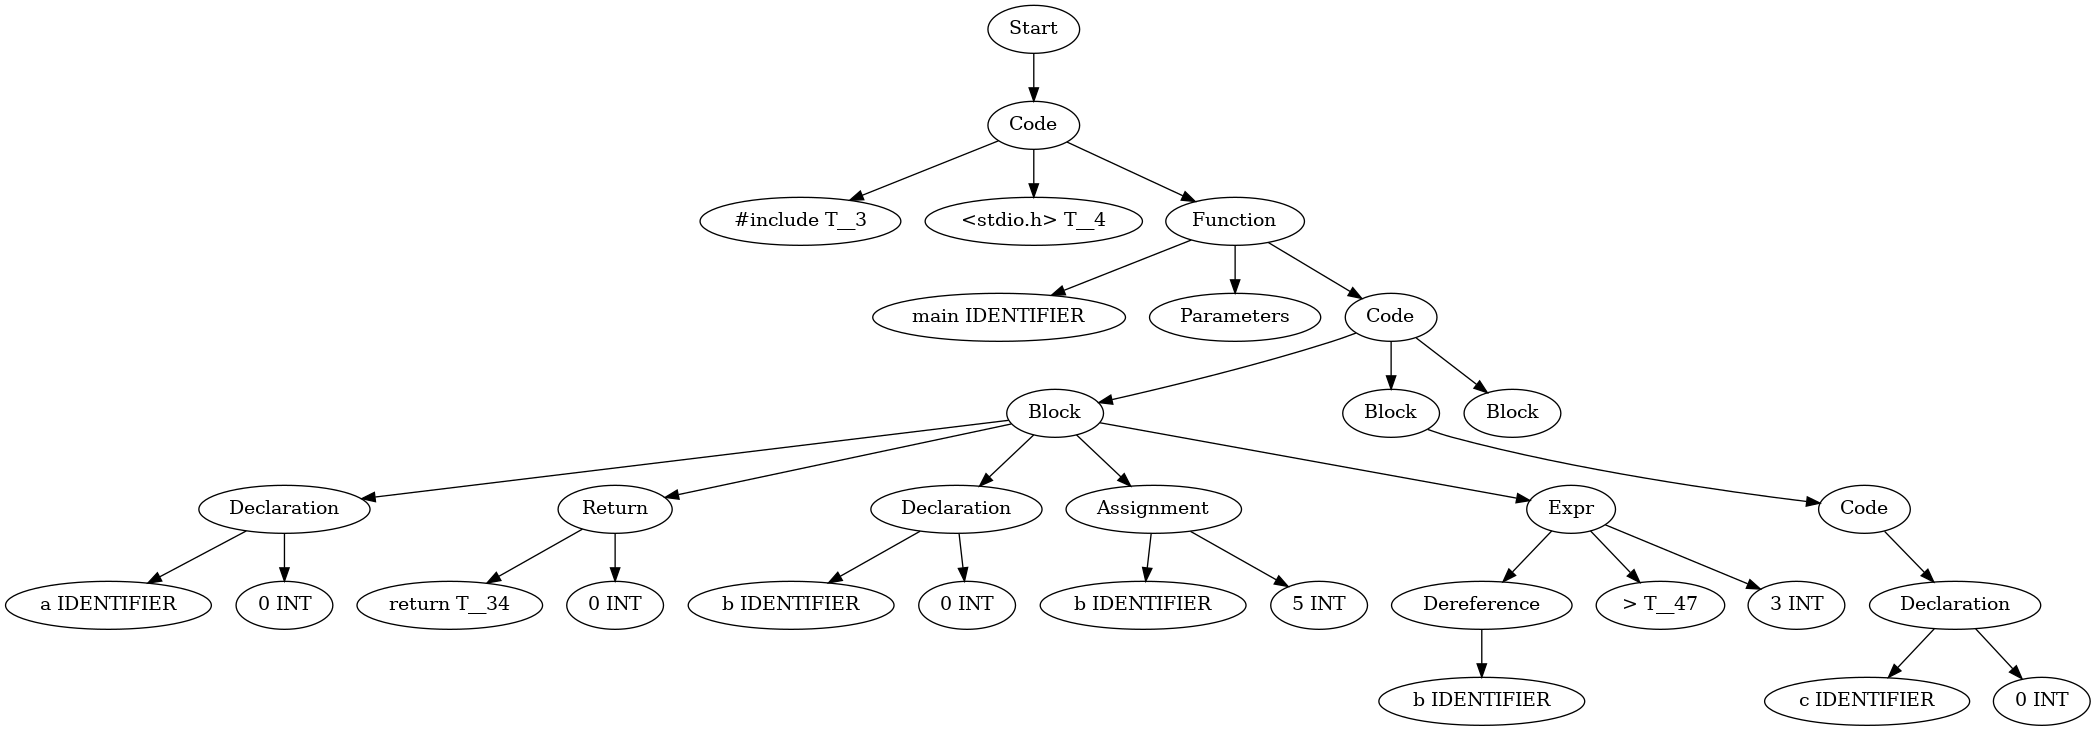 Start
Code
#include T__3
<stdio.h> T__4
Function
main IDENTIFIER
Parameters
Code
Block
Block
Block
Declaration
Return
Declaration
Assignment
Expr
Code
a IDENTIFIER
0 INT
return T__34
0 INT
b IDENTIFIER
0 INT
b IDENTIFIER
5 INT
Dereference
> T__47
3 INT
Declaration
b IDENTIFIER
c IDENTIFIER
0 INT